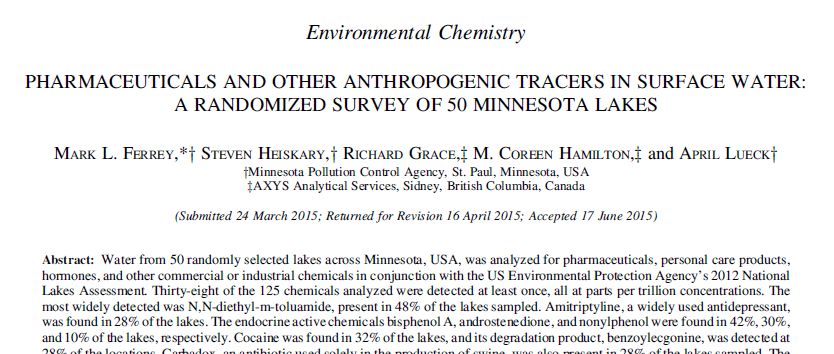 Environmental Chemistry
PHARMACEUTICALS AND OTHER ANTHROPOGENIC TRACERS IN SURFACE WATER:
A RANDOMIZED SURVEY OF 50 MINNESOTA LAKES
MARK L. FERREY,*† STEVEN HEISKARY,† RICHARD GRACE,‡ M. COREEN HAMILTON,‡ and APRIL LUECK†
†Minnesota Pollution Control Agency, St. Paul, Minnesota, USA
‡AXYS Analytical Services, Sidney, British Columbia, Canada
(Submitted 24 March 2015; Returned for Revision 16 April 2015; Accepted 17 June 2015)
Abstract: Water from 50 randomly selected lakes across Minnesota, USA, was analyzed for pharmaceuticals, personal care products,
hormones, and other commercial or industrial chemicals in conjunction with the US Environmental Protection Agency's 2012 National
Lakes Assessment. Thirty-eight of the 125 chemicals analyzed were detected at least once, all at parts per trillion concentrations. The
most widely detected was N,N-diethyl-m-toluamide, present in 48% of the lakes sampled. Amitriptyline, a widely used antidepressant,
was found in 28% of the lakes. The endocrine active chemicals bisphenol A, androstenedione, and nonylphenol were found in 42%, 30%,
and 10% of the lakes, respectively. Cocaine was found in 32% of the lakes, and its degradation product, benzoylecgonine, was detected at
28% of the locations. Carbadox, an antibiotic used solely in the production of swine, was also present in 28% of the lakes sampled. The